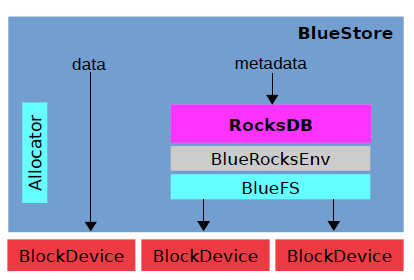 BlueStore
data
metadata
Allocator
RocksDB
BlueRocksEnv
BlueFS
BlockDevice
BlockDevice
BlockDevice